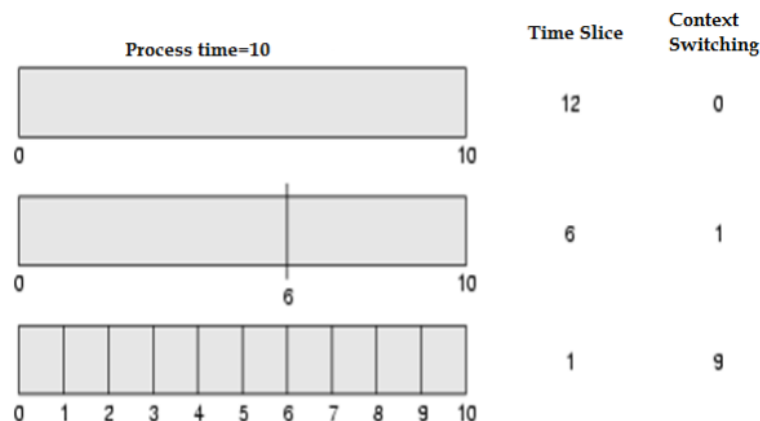 Process time=10
Time Slice
Context
Switching
0 10
12 0
0 6 10
6 1
0 1 2 3 4 5 6 7 8 9 10
1 9